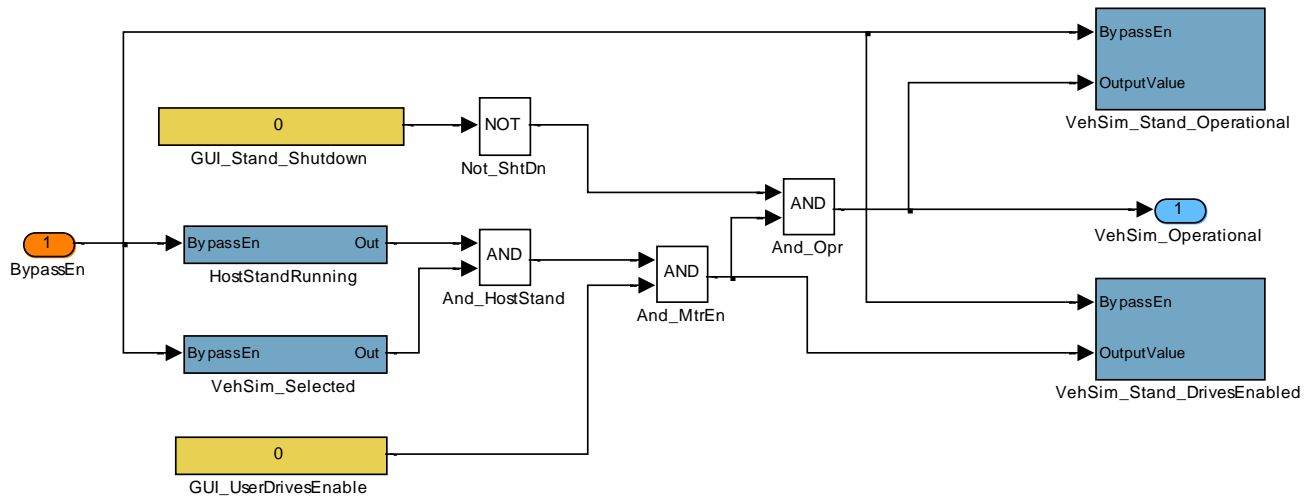 BypassEn
OutputValue
VehSim_Stand_Operational
0
GUI_Stand_Shutdown
NOT
Not_ShtDn
AND
And_Opr
1
VehSim_Operational
1
BypassEn
BypassEn Out
HostStandRunning
AND
And_HostStand
AND
And_MtrEn
BypassEn
OutputValue
VehSim_Stand_DrivesEnabled
BypassEn Out
VehSim_Selected
0
GUI_UserDrivesEnable